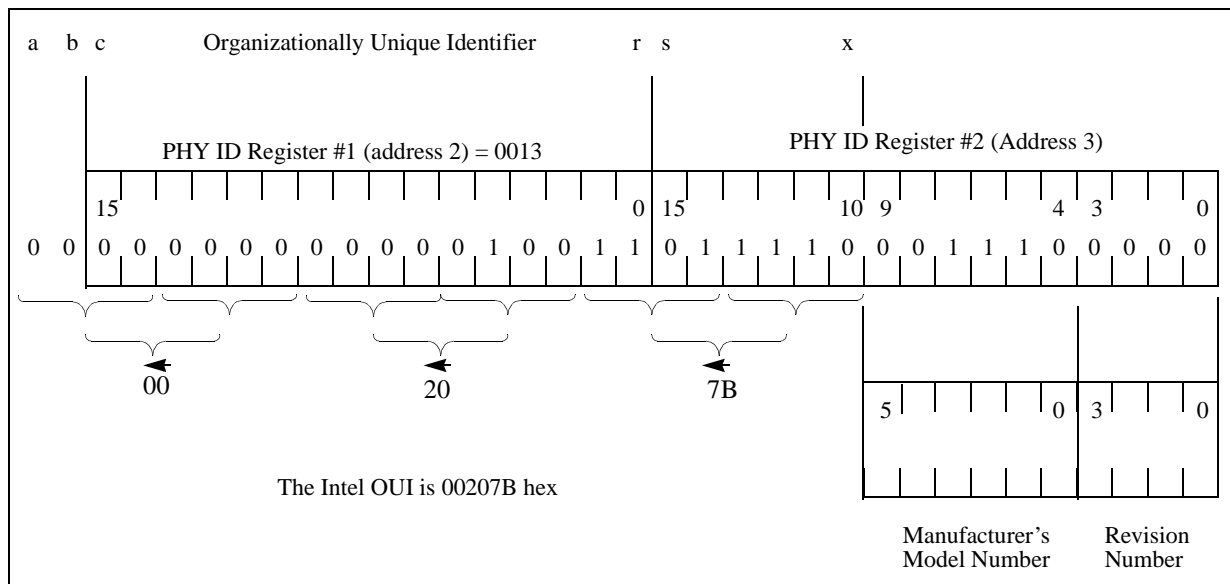 a b c Organizationally Unique Identifier r s x
PHY ID Register #1 (address 2) = 0013 PHY ID Register #2 (Address 3)
15 0 15 10 9 4 3 0
0 0 0 0 0 0 0 0 0 0 0 0 0 1 0 0 1 1 0 1 1 1 1 0 0 0 1 1 1 0 0 0 0 0
00 20 7B
5 0 3 0
The Intel OUI is 00207B hex
Manufacturer's Revision
Model Number Number